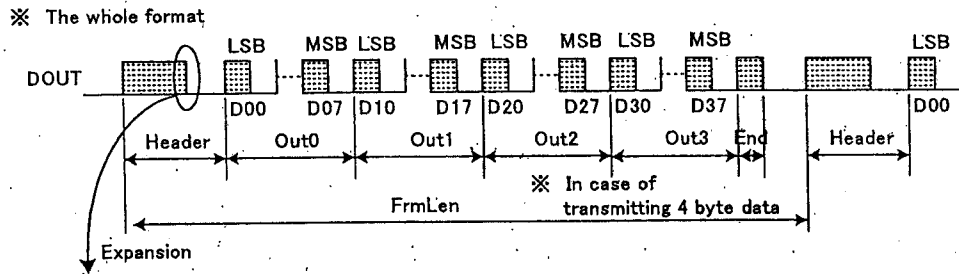 ※ The whole format
LSB MSB LSB MSB LSB MSB LSB MSB LSB
DOUT
D00 D07 D10 D17 D20 D27 D30 D37 D00
Header Out0 Out1 Out2 Out3 End Header
※ In case of
transmitting 4 byte data
FrmLen
Expansion